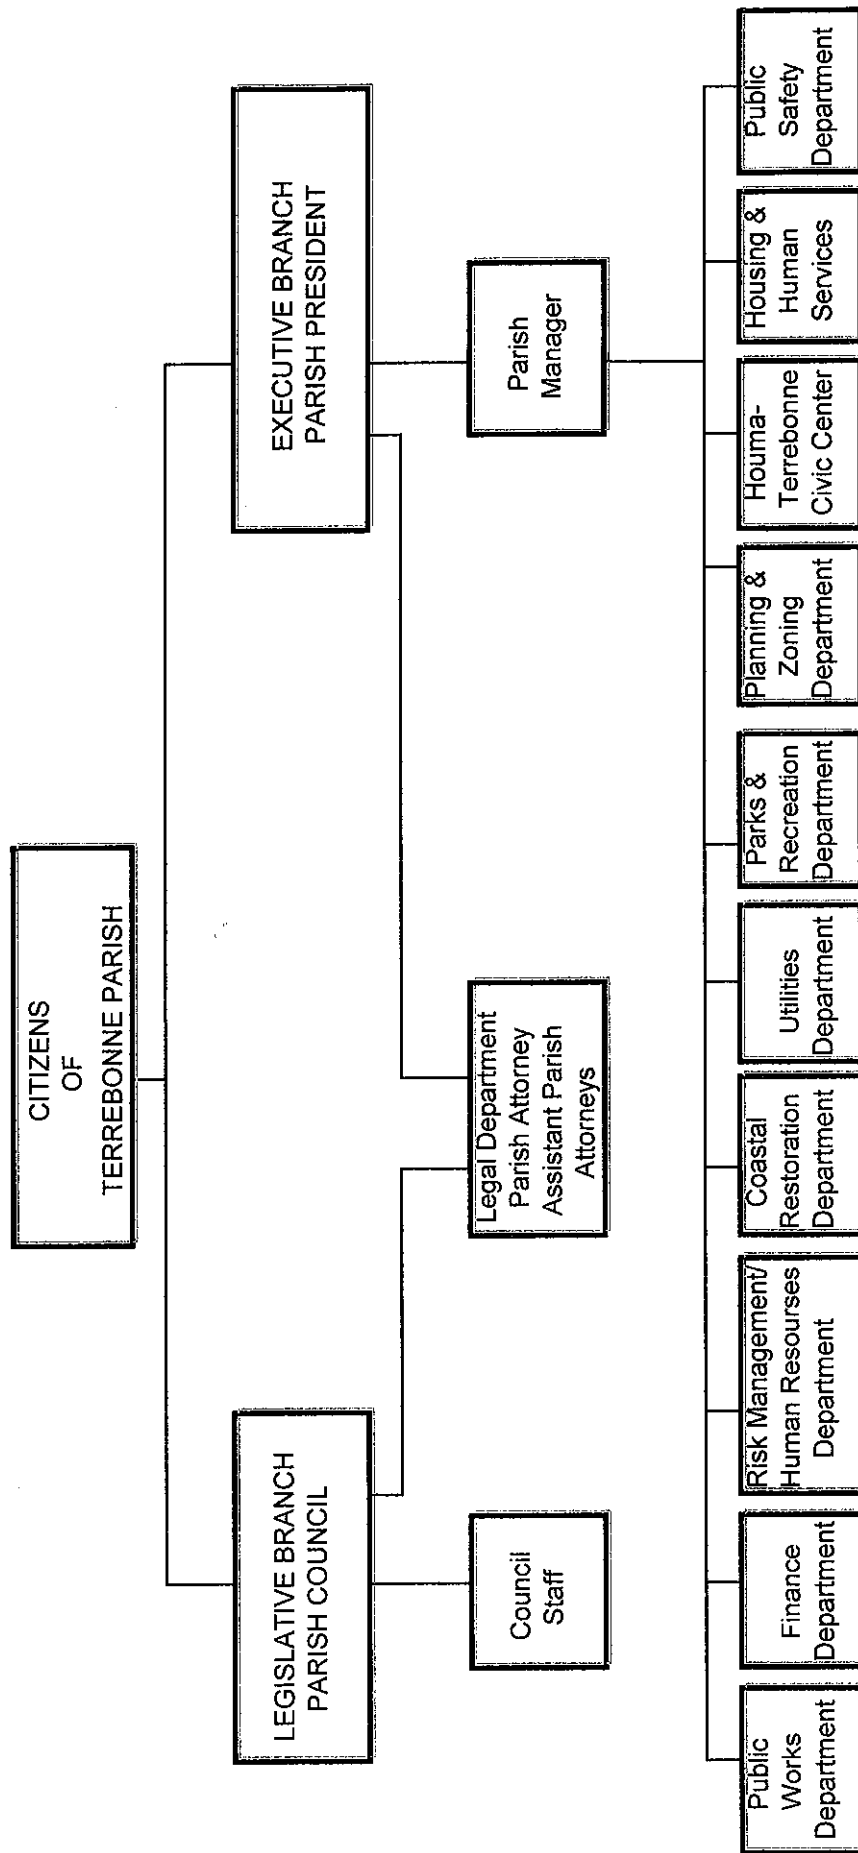 CITIZENS
OF
TERREBONNE PARISH
LEGISLATIVE BRANCH
PARISH COUNCIL
EXECUTIVE BRANCH
PARISH PRESIDENT
Council
Staff
Legal Department
Parish Attorney
Assistant Parish
Attorneys
Parish
Manager
Public
Works
Department
Finance
Department
Risk Management/
Human Resourses
Department
Coastal
Restoration
Department
Utilities
Department
Parks &
Recreation
Department
Planning &
Zoning
Department
Houma-
Terrebonne
Civic Center
Housing &
Human
Services
Public
Safety
Department